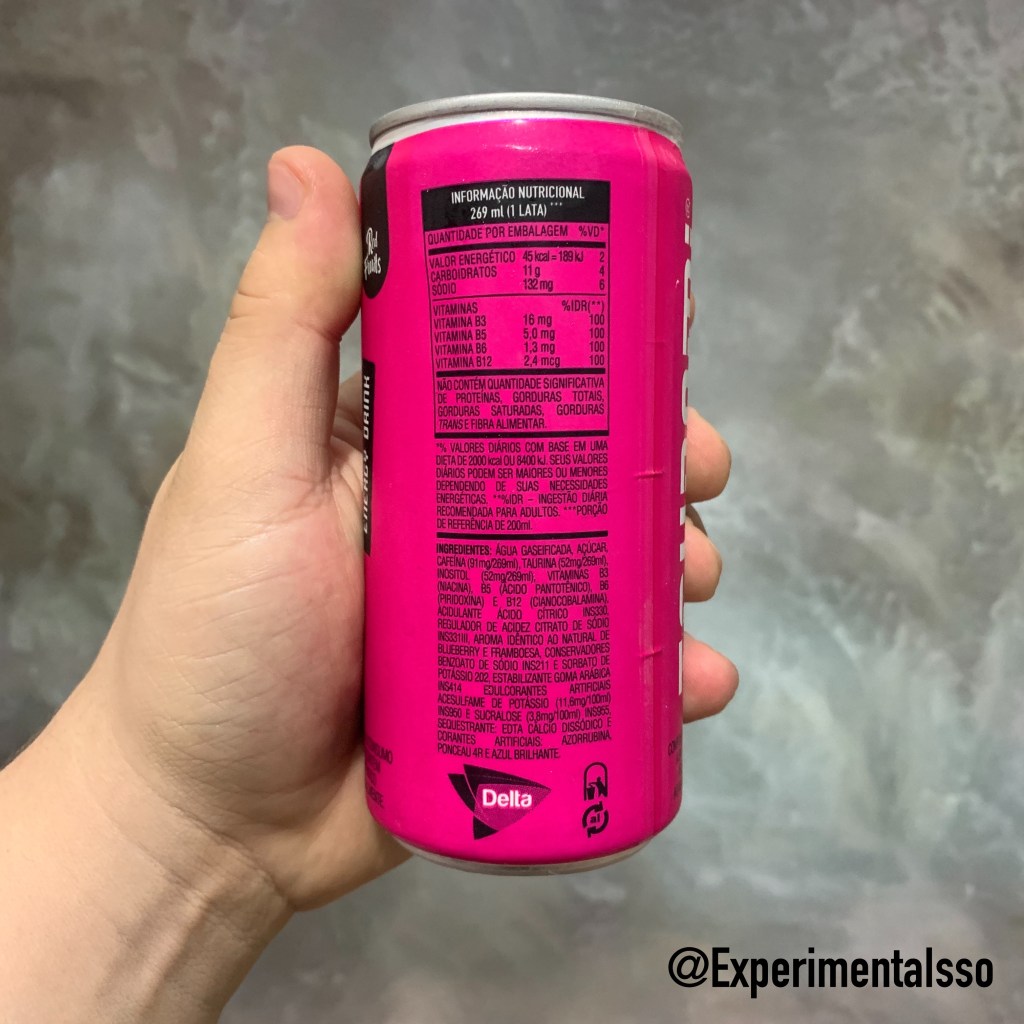 Red
Fruits
ENERGY DRINK
INFORMAÇÃO NUTRICIONAL
269 ml (1 LATA) ***
QUANTIDADE POR EMBALAGEM %VD*
VALOR ENERGÉTICO 45 kcal = 189 kJ 2
CARBOIDRATOS 11 g 4
SÓDIO 132 mg 6
VITAMINAS %IDR(**)
VITAMINA B3 16 mg 100
VITAMINA B5 5,0 mg 100
VITAMINA B6 1,3 mg 100
VITAMINA B12 2,4 mcg 100
NÃO CONTÉM QUANTIDADE SIGNIFICATIVA
DE PROTEÍNAS, GORDURAS TOTAIS,
GORDURAS SATURADAS, GORDURAS
TRANS E FIBRA ALIMENTAR.
*% VALORES DIÁRIOS COM BASE EM UMA
DIETA DE 2000 kcal OU 8400 kJ. SEUS VALORES
DIÁRIOS PODEM SER MAIORES OU MENORES
DEPENDENDO DE SUAS NECESSIDADES
ENERGÉTICAS. **%IDR – INGESTÃO DIÁRIA
RECOMENDADA PARA ADULTOS. ***PORÇÃO
DE REFERÊNCIA DE 200ml.
INGREDIENTES: ÁGUA GASEIFICADA, AÇÚCAR,
CAFEÍNA (91mg/269ml), TAURINA (52mg/269ml),
INOSITOL (52mg/269ml), VITAMINAS B3
(NIACINA), B5 (ÁCIDO PANTOTÊNICO), B6
(PIRIDOXINA) E B12 (CIANOCOBALAMINA),
ACIDULANTE ÁCIDO CÍTRICO INS330,
REGULADOR DE ACIDEZ CITRATO DE SÓDIO
INS331III, AROMA IDÊNTICO AO NATURAL DE
BLUEBERRY E FRAMBOESA, CONSERVADORES
BENZOATO DE SÓDIO INS211 E SORBATO DE
POTÁSSIO 202, ESTABILIZANTE GOMA ARÁBICA
INS414 EDULCORANTES ARTIFICIAIS
ACESULFAME DE POTÁSSIO (11,6mg/100ml)
INS950 E SUCRALOSE (3,8mg/100ml) INS955,
SEQUESTRANTE: EDTA CÁLCIO DISSÓDICO E
CORANTES ARTIFICIAIS: AZORRUBINA,
PONCEAU 4R E AZUL BRILHANTE.
Delta
@ExperimentaIsso